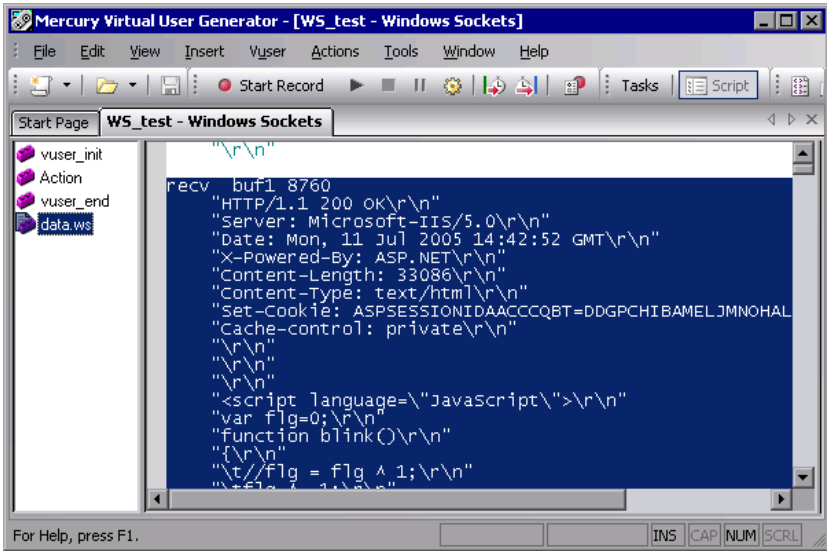 Mercury Virtual User Generator - [WS_test - Windows Sockets]
File Edit View Insert Vuser Actions Tools Window Help
Start Record Tasks Script
Start Page WS_test - Windows Sockets
vuser_init
Action
vuser_end
data.ws
"\r\n"
recv buf1 8760
"HTTP/1.1 200 OK\r\n"
"Server: Microsoft-IIS/5.0\r\n"
"Date: Mon, 11 Jul 2005 14:42:52 GMT\r\n"
"X-Powered-By: ASP.NET\r\n"
"Content-Length: 33086\r\n"
"Content-Type: text/html\r\n"
"Set-Cookie: ASPSESSIONIDAACCCQBT=DDGPCHIBAMELJMNOHAL
"Cache-control: private\r\n"
"\r\n"
"\r\n"
"\r\n"
"<script language=\"JavaScript\">\r\n"
"var flg=0;\r\n"
"function blink()\r\n"
"{\r\n"
"\t//flg = flg ^ 1;\r\n"
For Help, press F1.
INS CAP NUM SCRL